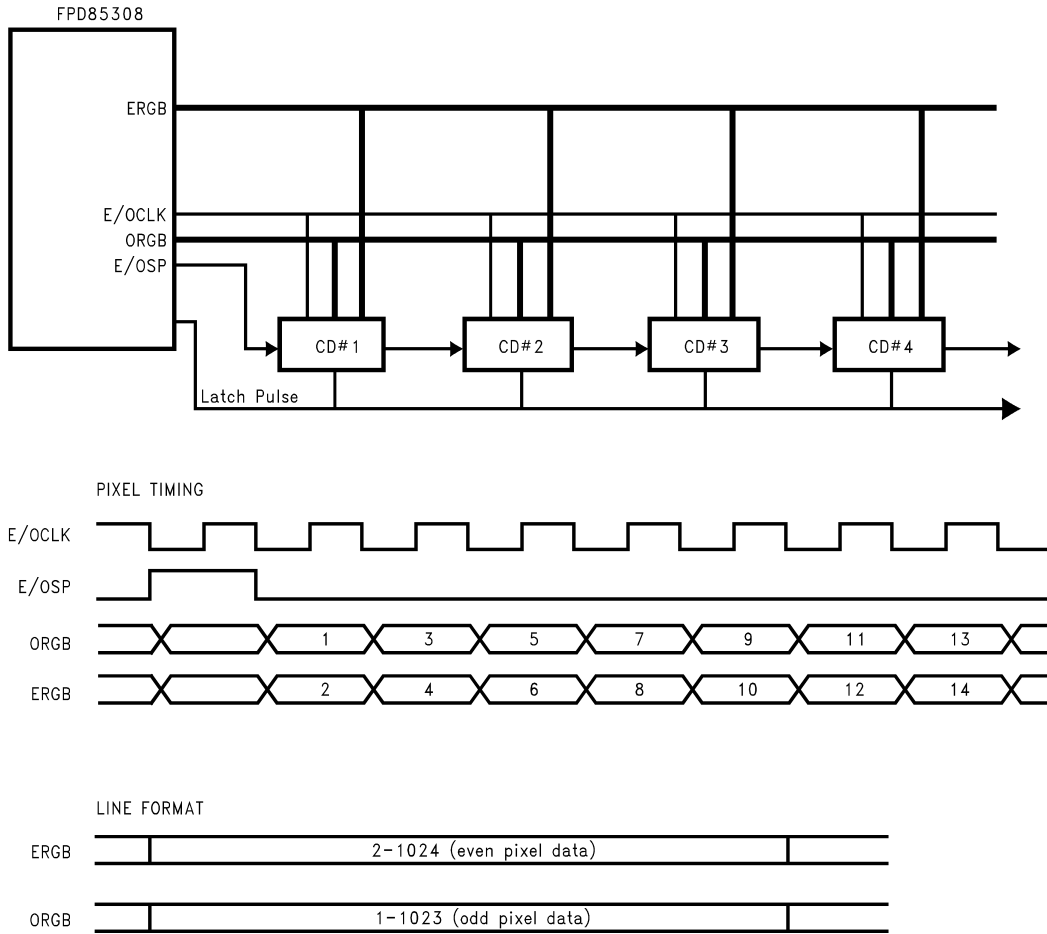 FPD85308
ERGB
E/OCLK
ORGB
E/OSP
CD#1 CD#2 CD#3 CD#4
Latch Pulse
PIXEL TIMING
E/OCLK
E/OSP
ORGB 1 3 5 7 9 11 13
ERGB 2 4 6 8 10 12 14
LINE FORMAT
ERGB 2-1024 (even pixel data)
ORGB 1-1023 (odd pixel data)